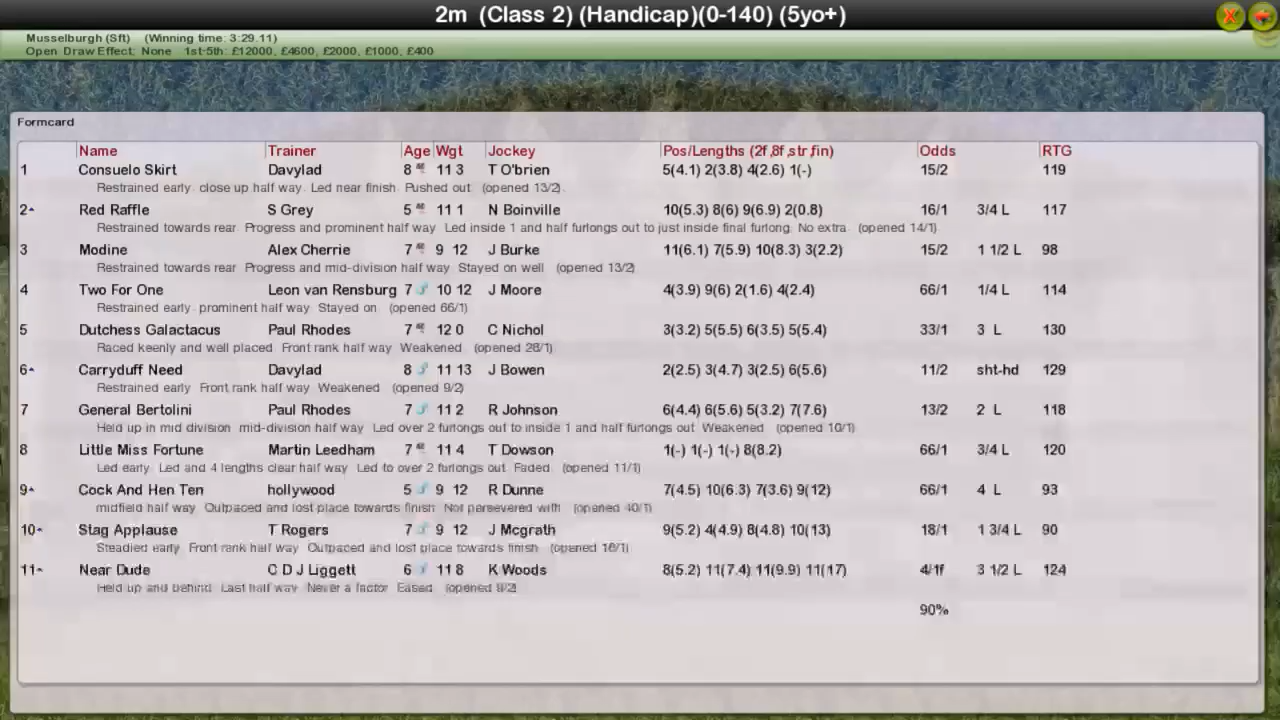 2m (Class 2) (Handicap)(0-140) (5yo+)
Musselburgh (Sft) (Winning time: 3:29.11)
Open Draw Effect; None 1st-5th: £12000, £4600, £2000, £1000, £400
Formcard
Name Trainer Age Wgt Jockey Pos/Lengths (2f,8f,str,fin) Odds RTG
1 Consuelo Skirt Davylad 8 11 3 T O'brien 5(4.1) 2(3.8) 4(2.6) 1(-) 15/2 119
Restrained early close up half way Led near finish Pushed out (opened 13/2)
2 Red Raffle S Grey 5 11 1 N Boinville 10(5.3) 8(6) 9(6.9) 2(0.8) 16/1 3/4 L 117
Restrained towards rear Progress and prominent half way Led inside 1 and half furlongs out to just inside final furlong. No extra (opened 14/1)
3 Modine Alex Cherrie 7 9 12 J Burke 11(6.1) 7(5.9) 10(8.3) 3(2.2) 15/2 1 1/2 L 98
Restrained towards rear Progress and mid-division half way Stayed on well (opened 13/2)
4 Two For One Leon van Rensburg 7 10 12 J Moore 4(3.9) 9(6) 2(1.6) 4(2.4) 66/1 1/4 L 114
Restrained early prominent half way Stayed on (opened 66/1)
5 Dutchess Galactacus Paul Rhodes 7 12 0 C Nichol 3(3.2) 5(5.5) 6(3.5) 5(5.4) 33/1 3 L 130
Raced keenly and well placed Front rank half way Weakened (opened 28/1)
6 Carryduff Need Davylad 8 11 13 J Bowen 2(2.5) 3(4.7) 3(2.5) 6(5.6) 11/2 sht-hd 129
Restrained early Front rank half way Weakened (opened 9/2)
7 General Bertolini Paul Rhodes 7 11 2 R Johnson 6(4.4) 6(5.6) 5(3.2) 7(7.6) 13/2 2 L 118
Held up in mid division mid-division half way Led over 2 furlongs out to inside 1 and half furlongs out Weakened (opened 10/1)
8 Little Miss Fortune Martin Leedham 7 11 4 T Dowson 1(-) 1(-) 1(-) 8(8.2) 66/1 3/4 L 120
Led early Led and 4 lengths clear half way Led to over 2 furlongs out Faded (opened 11/1)
9 Cock And Hen Ten hollywood 5 9 12 R Dunne 7(4.5) 10(6.3) 7(3.6) 9(12) 66/1 4 L 93
midfield half way Outpaced and lost place towards finish Not persevered with (opened 40/1)
10 Stag Applause T Rogers 7 9 12 J Mcgrath 9(5.2) 4(4.9) 8(4.8) 10(13) 18/1 1 3/4 L 90
Steadied early Front rank half way Outpaced and lost place towards finish (opened 16/1)
11 Near Dude C D J Liggett 6 11 8 K Woods 8(5.2) 11(7.4) 11(9.9) 11(17) 4/1f 3 1/2 L 124
Held up and behind Last half way Never a factor Eased (opened 9/2)
90%